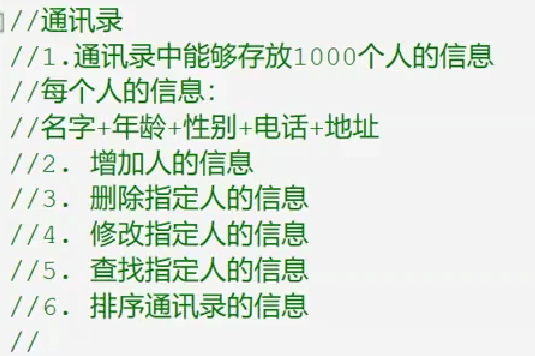 //通讯录
//1.通讯录中能够存放1000个人的信息
//每个人的信息:
//名字+年龄+性别+电话+地址
//2. 增加人的信息
//3. 删除指定人的信息
//4. 修改指定人的信息
//5. 查找指定人的信息
//6. 排序通讯录的信息
//